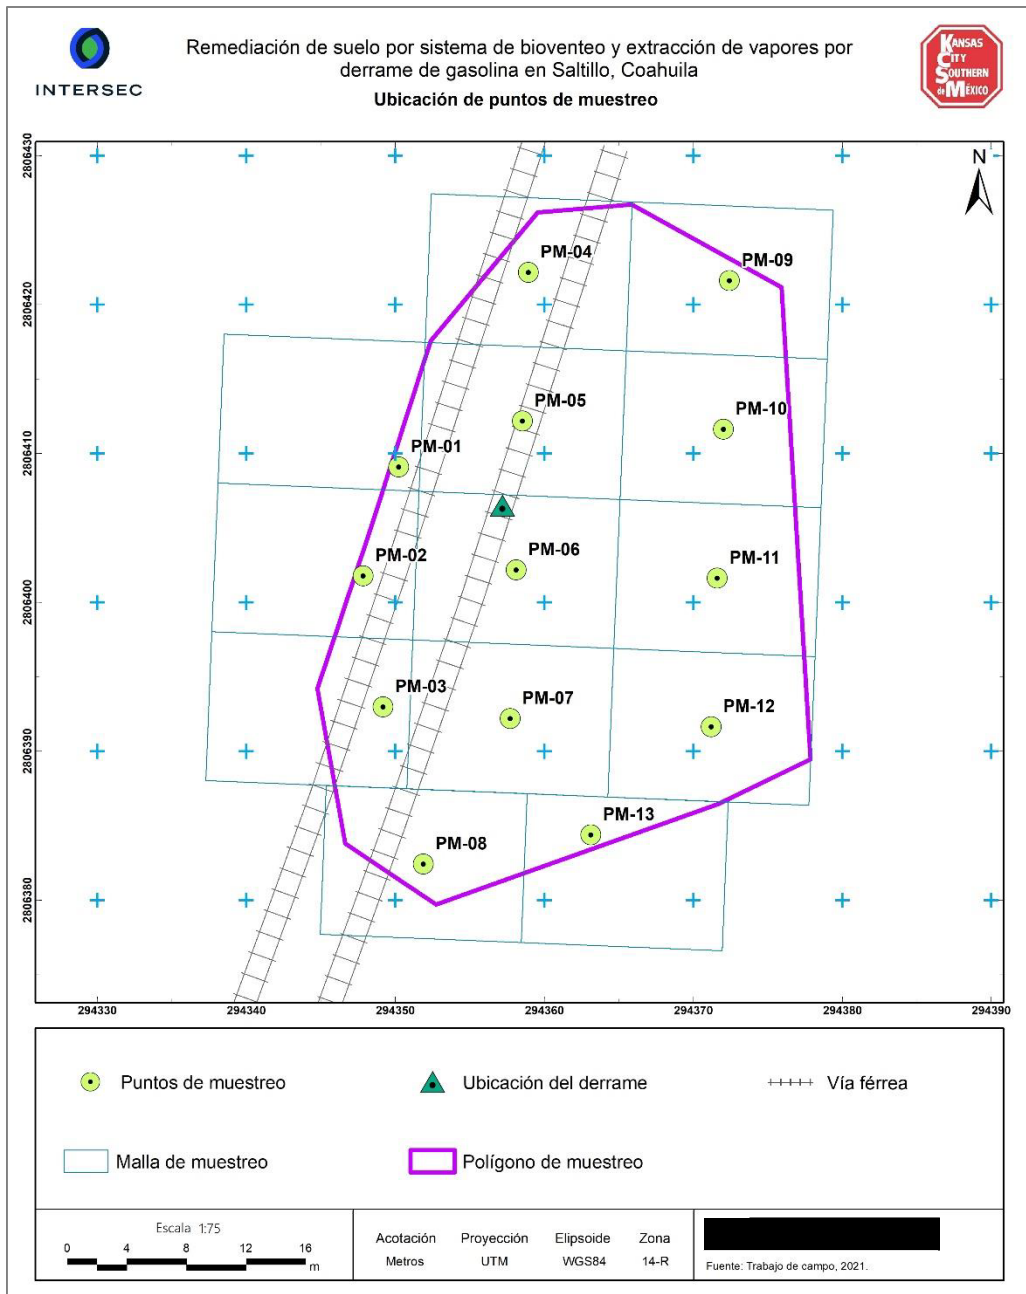 INTERSEC
Remediación de suelo por sistema de bioventeo y extracción de vapores por
derrame de gasolina en Saltillo, Coahuila
Ubicación de puntos de muestreo
KANSAS
CITY
SOUTHERN
de MÉXICO
N
2806430
2806420
2806410
2806400
2806390
2806380
PM-04
PM-09
PM-05
PM-10
PM-01
PM-02
PM-06
PM-11
PM-03
PM-07
PM-12
PM-13
PM-08
294330 294340 294350 294360 294370 294380 294390
Puntos de muestreo
Ubicación del derrame
Vía férrea
Malla de muestreo
Polígono de muestreo
Escala 1:75
0 4 8 12 16
m
Acotación Proyección Elipsoide Zona
Metros UTM WGS84 14-R
Fuente: Trabajo de campo, 2021.